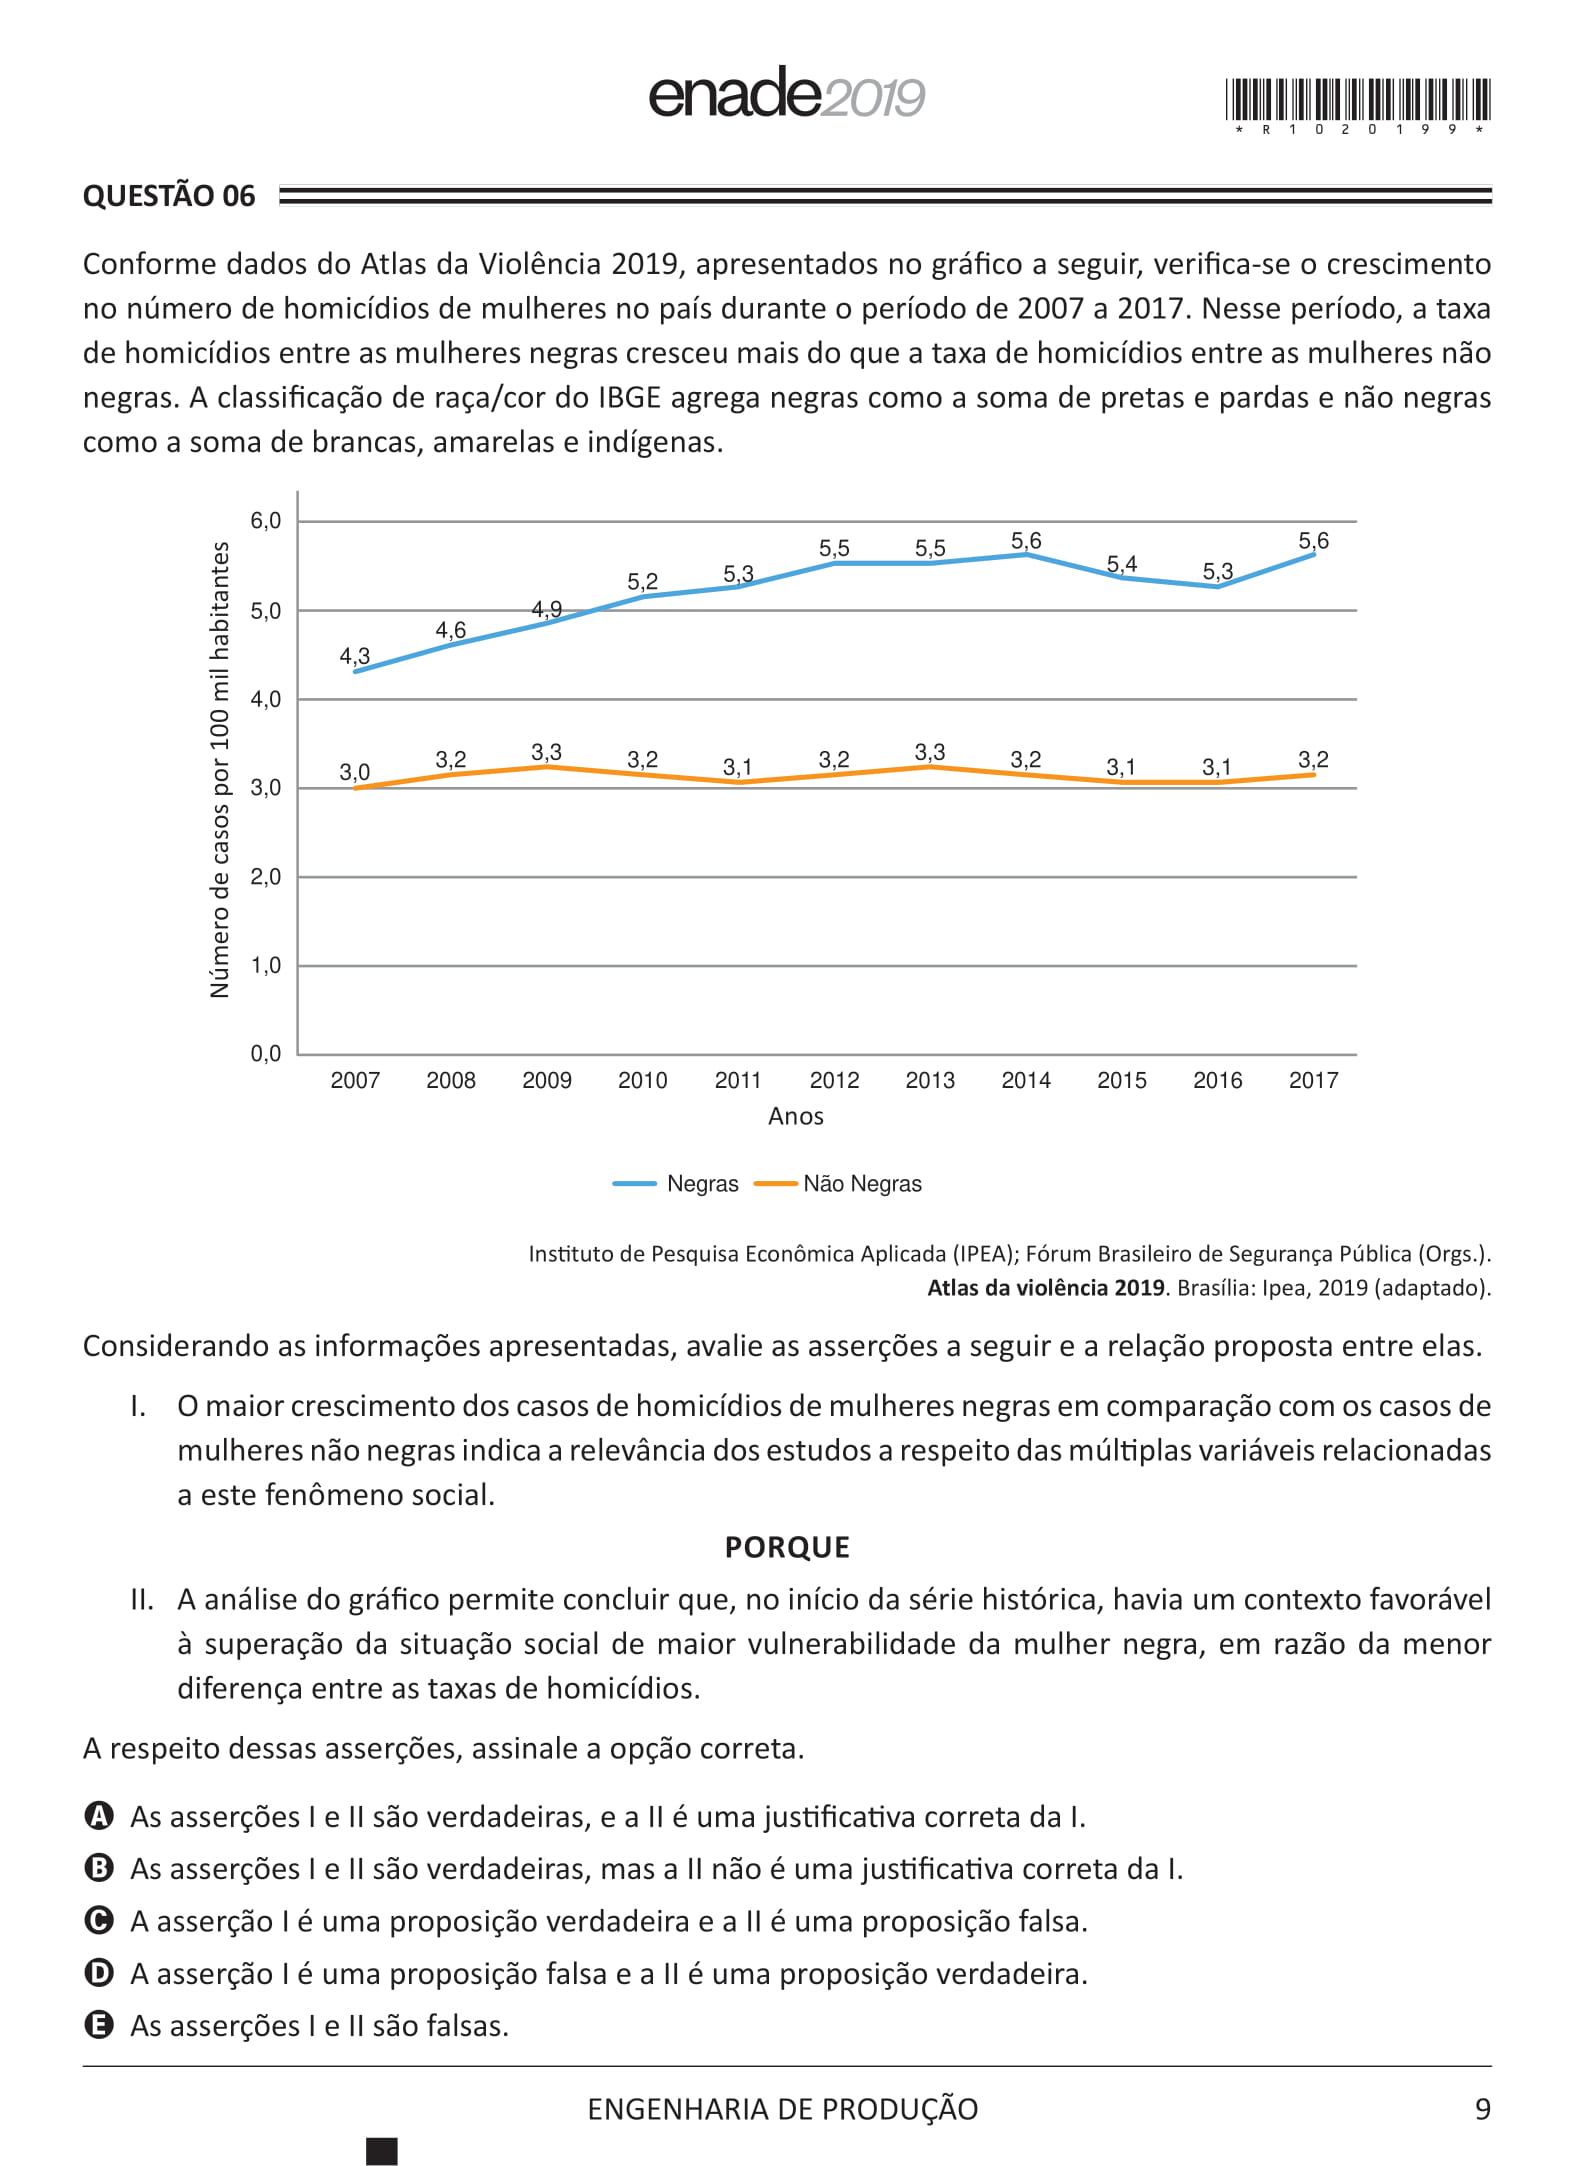 enade2019
* R 1 0 2 0 1 9 9 *
QUESTÃO 06
Conforme dados do Atlas da Violência 2019, apresentados no gráfico a seguir, verifica-se o crescimento
no número de homicídios de mulheres no país durante o período de 2007 a 2017. Nesse período, a taxa
de homicídios entre as mulheres negras cresceu mais do que a taxa de homicídios entre as mulheres não
negras. A classificação de raça/cor do IBGE agrega negras como a soma de pretas e pardas e não negras
como a soma de brancas, amarelas e indígenas.
Número de casos por 100 mil habitantes
6,0
5,0
4,0
3,0
2,0
1,0
0,0
4,3 4,6 4,9 5,2 5,3 5,5 5,5 5,6 5,4 5,3 5,6
3,0 3,2 3,3 3,2 3,1 3,2 3,3 3,2 3,1 3,1 3,2
2007 2008 2009 2010 2011 2012 2013 2014 2015 2016 2017
Anos
Negras Não Negras
Instituto de Pesquisa Econômica Aplicada (IPEA); Fórum Brasileiro de Segurança Pública (Orgs.).
Atlas da violência 2019. Brasília: Ipea, 2019 (adaptado).
Considerando as informações apresentadas, avalie as asserções a seguir e a relação proposta entre elas.
I. O maior crescimento dos casos de homicídios de mulheres negras em comparação com os casos de
mulheres não negras indica a relevância dos estudos a respeito das múltiplas variáveis relacionadas
a este fenômeno social.
PORQUE
II. A análise do gráfico permite concluir que, no início da série histórica, havia um contexto favorável
à superação da situação social de maior vulnerabilidade da mulher negra, em razão da menor
diferença entre as taxas de homicídios.
A respeito dessas asserções, assinale a opção correta.
A As asserções I e II são verdadeiras, e a II é uma justificativa correta da I.
B As asserções I e II são verdadeiras, mas a II não é uma justificativa correta da I.
C A asserção I é uma proposição verdadeira e a II é uma proposição falsa.
D A asserção I é uma proposição falsa e a II é uma proposição verdadeira.
E As asserções I e II são falsas.
ENGENHARIA DE PRODUÇÃO
9